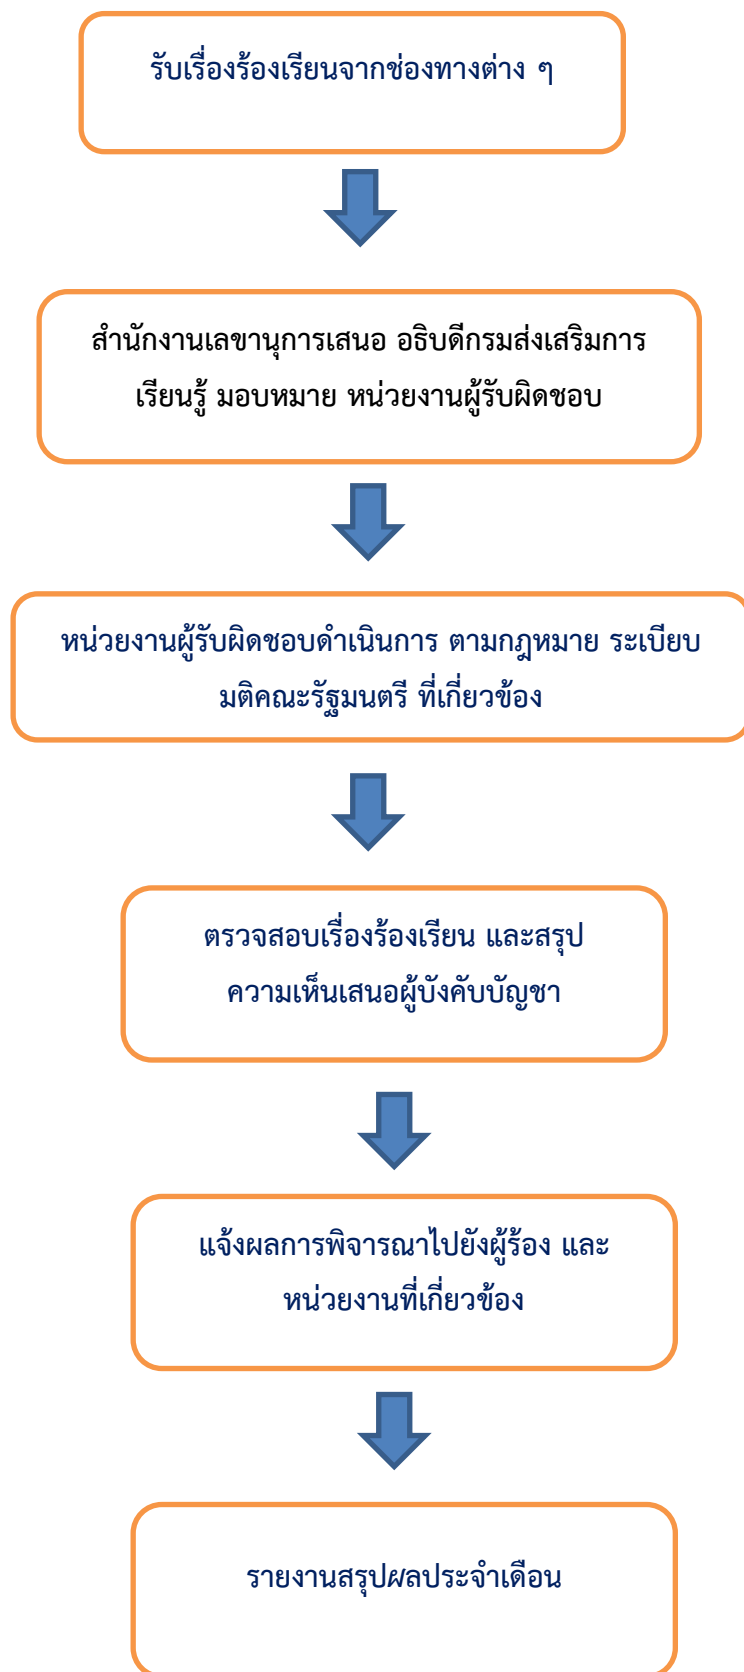 รับเรื่องร้องเรียนจากช่องทางต่าง ๆ
สำนักงานเลขานุการเสนอ อธิบดีกรมส่งเสริมการ
เรียนรู้ มอบหมาย หน่วยงานผู้รับผิดชอบ
หน่วยงานผู้รับผิดชอบดำเนินการ ตามกฎหมาย ระเบียบ
มติคณะรัฐมนตรี ที่เกี่ยวข้อง
ตรวจสอบเรื่องร้องเรียน และสรุป
ความเห็นเสนอผู้บังคับบัญชา
แจ้งผลการพิจารณาไปยังผู้ร้อง และ
หน่วยงานที่เกี่ยวข้อง
รายงานสรุปผลประจำเดือน